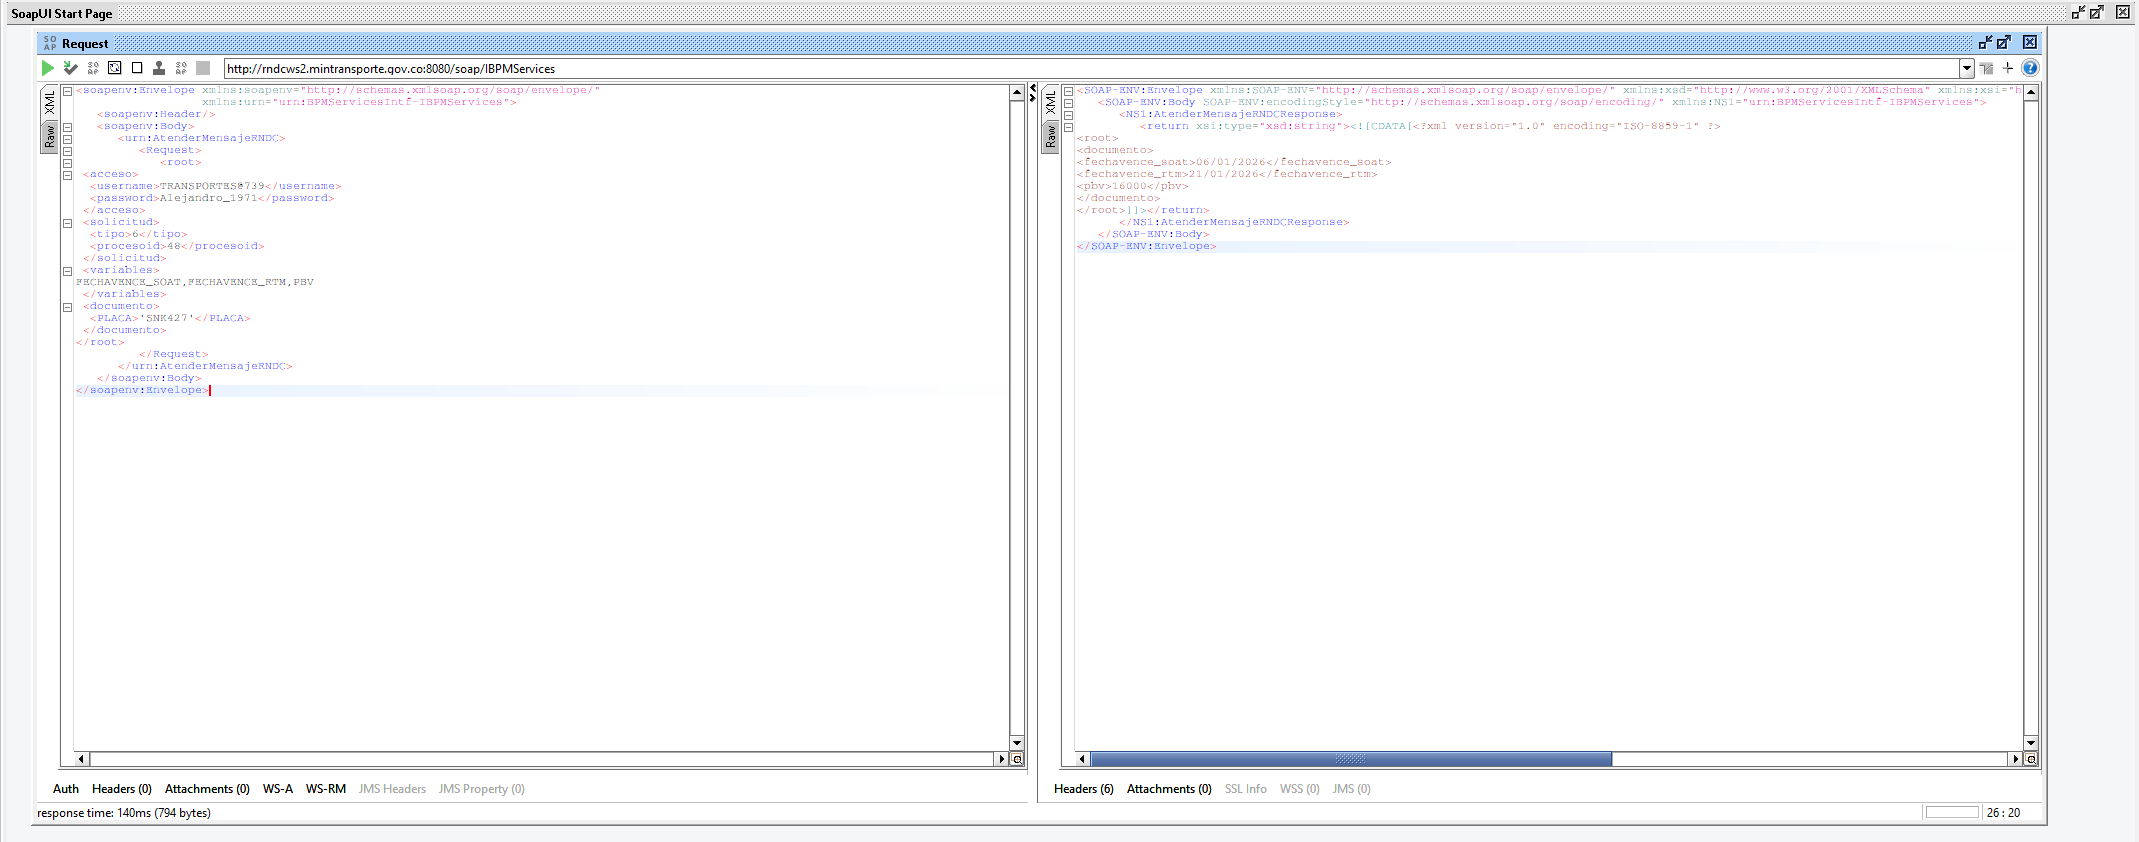 SoapUI Start Page
SO
AP
Request
SO
AP
SO
AP
http://rndcws2.mintransporte.gov.co:8080/soap/IBPMServices
XML
Raw
<soapenv:Envelope xmlns:soapenv="http://schemas.xmlsoap.org/soap/envelope/"
xmlns:urn="urn:BPMServicesIntf-IBPMServices">
<soapenv:Header/>
<soapenv:Body>
<urn:AtenderMensajeRNDC>
<Request>
<root>
<acceso>
<username>TRANSPORTES@739</username>
<password>Alejandro_1971</password>
</acceso>
<solicitud>
<tipo>6</tipo>
<procesoid>48</procesoid>
</solicitud>
<variables>
FECHAVENCE_SOAT,FECHAVENCE_RTM,PBV
</variables>
<documento>
<PLACA>'SNK427'</PLACA>
</documento>
</root>
</Request>
</urn:AtenderMensajeRNDC>
</soapenv:Body>
</soapenv:Envelope>
XML
Raw
<SOAP-ENV:Envelope xmlns:SOAP-ENV="http://schemas.xmlsoap.org/soap/envelope/" xmlns:xsd="http://www.w3.org/2001/XMLSchema" xmlns:xsi="h
<SOAP-ENV:Body SOAP-ENV:encodingStyle="http://schemas.xmlsoap.org/soap/encoding/" xmlns:NS1="urn:BPMServicesIntf-IBPMServices">
<NS1:AtenderMensajeRNDCResponse>
<return xsi:type="xsd:string"><![CDATA[<?xml version="1.0" encoding="ISO-8859-1" ?>
<root>
<documento>
<fechavence_soat>06/01/2026</fechavence_soat>
<fechavence_rtm>21/01/2026</fechavence_rtm>
<pbv>16000</pbv>
</documento>
</root>]]></return>
</NS1:AtenderMensajeRNDCResponse>
</SOAP-ENV:Body>
</SOAP-ENV:Envelope>
Auth Headers (0) Attachments (0) WS-A WS-RM JMS Headers JMS Property (0)
Headers (6) Attachments (0) SSL Info WSS (0) JMS (0)
response time: 140ms (794 bytes)
26 : 20